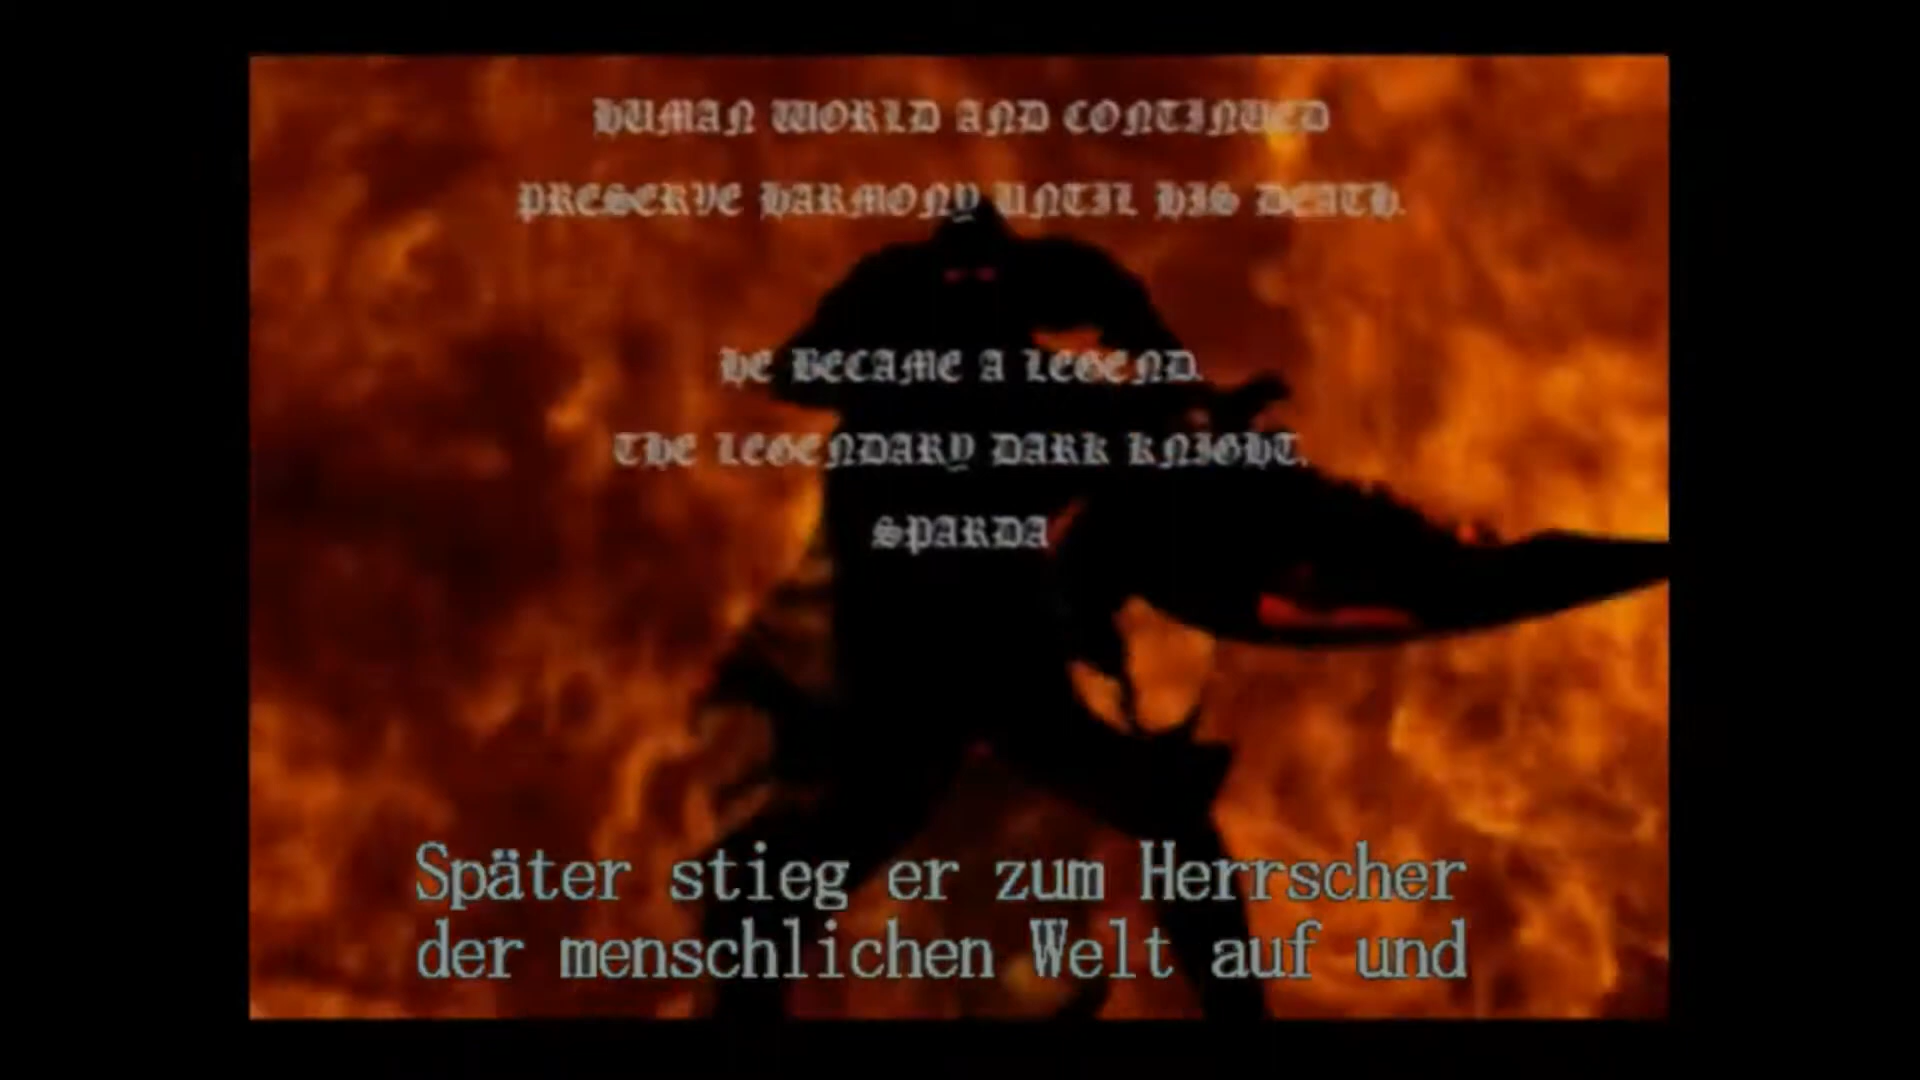 HUMAN WORLD AND CONTINUED
PRESERVE HARMONY UNTIL HIS DEATH.
HE BECAME A LEGEND.
THE LEGENDARY DARK KNIGHT.
SPARDA
Später stieg er zum Herrscher
der menschlichen Welt auf und